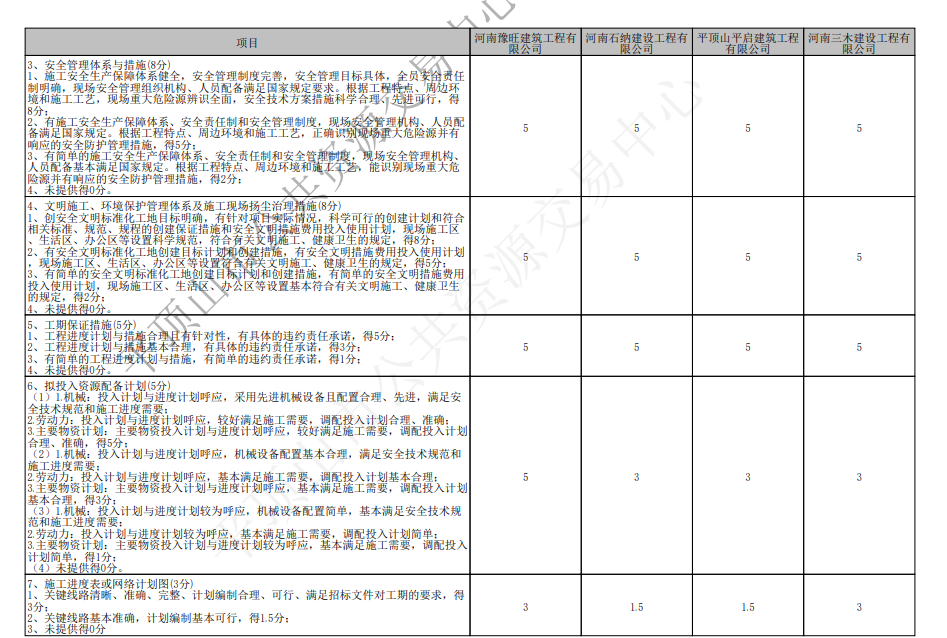 项目
河南豫旺建筑工程有
限公司
河南石纳建设工程有
限公司
平顶山平启建筑工程
有限公司
河南三木建设工程有
限公司
3、安全管理体系与措施(8分)
1、施工安全生产保障体系健全，安全管理制度完善，安全管理目标具体，全员安全责任
制明确，现场安全管理组织机构、人员配备满足国家规定要求。根据工程特点、周边环
境和施工工艺，现场重大危险源辨识全面，安全技术方案措施科学合理、先进可行，得
8分；
2、有施工安全生产保障体系、安全责任制和安全管理制度，现场安全管理机构、人员配
备满足国家规定。根据工程特点、周边环境和施工工艺，正确识别现场重大危险源并有
响应的安全防护管理措施，得5分；
3、有简单的施工安全生产保障体系、安全责任制和安全管理制度，现场安全管理机构、
人员配备基本满足国家规定。根据工程特点、周边环境和施工工艺，能识别现场重大危
险源并有响应的安全防护管理措施，得2分；
4、未提供得0分。
5
5
5
5
4、文明施工、环境保护管理体系及施工现场扬尘治理措施(8分)
1、创安全文明标准化工地目标明确，有针对项目实际情况，科学可行的创建计划和符合
相关标准、规范、规程的创建保证措施和安全文明措施费用投入使用计划，现场施工区
、生活区、办公区等设置科学规范，符合有关文明施工、健康卫生的规定，得8分；
2、有安全文明标准化工地创建目标计划和创建措施，有安全文明措施费用投入使用计划
，现场施工区、生活区、办公区等设置符合有关文明施工、健康卫生的规定，得5分；
3、有简单的安全文明标准化工地创建目标计划和创建措施，有简单的安全文明措施费用
投入使用计划，现场施工区、生活区、办公区等设置基本符合有关文明施工、健康卫生
的规定，得2分；
4、未提供得0分。
5
5
5
5
5、工期保证措施(5分)
1、工程进度计划与措施合理且有针对性，有具体的违约责任承诺，得5分；
2、工程进度计划与措施基本合理，有具体的违约责任承诺，得3分；
3、有简单的工程进度计划与措施，有简单的违约责任承诺，得1分；
4、未提供得0分。
5
5
5
5
6、拟投入资源配备计划(5分)
（1）1.机械：投入计划与进度计划呼应，采用先进机械设备且配置合理、先进，满足安
全技术规范和施工进度需要；
2.劳动力：投入计划与进度计划呼应，较好满足施工需要，调配投入计划合理、准确；
3.主要物资计划：主要物资投入计划与进度计划呼应，较好满足施工需要，调配投入计划
合理、准确，得5分；
（2）1.机械：投入计划与进度计划呼应，机械设备配置基本合理，满足安全技术规范和
施工进度需要；
2.劳动力：投入计划与进度计划呼应，基本满足施工需要，调配投入计划基本合理；
3.主要物资计划：主要物资投入计划与进度计划呼应，基本满足施工需要，调配投入计划
基本合理，得3分；
（3）1.机械：投入计划与进度计划较为呼应，机械设备配置简单，基本满足安全技术规
范和施工进度需要；
2.劳动力：投入计划与进度计划较为呼应，基本满足施工需要，调配投入计划简单；
3.主要物资计划：主要物资投入计划与进度计划较为呼应，基本满足施工需要，调配投入
计划简单，得1分；
（4）未提供得0分。
5
3
3
3
7、施工进度表或网络计划图(3分)
1、关键线路清晰、准确、完整、计划编制合理、可行、满足招标文件对工期的要求，得
3分；
2、关键线路基本准确，计划编制基本可行，得1.5分；
3、未提供得0分
3
1.5
1.5
3
平顶山市公共资源交易中心
平顶山市公共资源交易中心